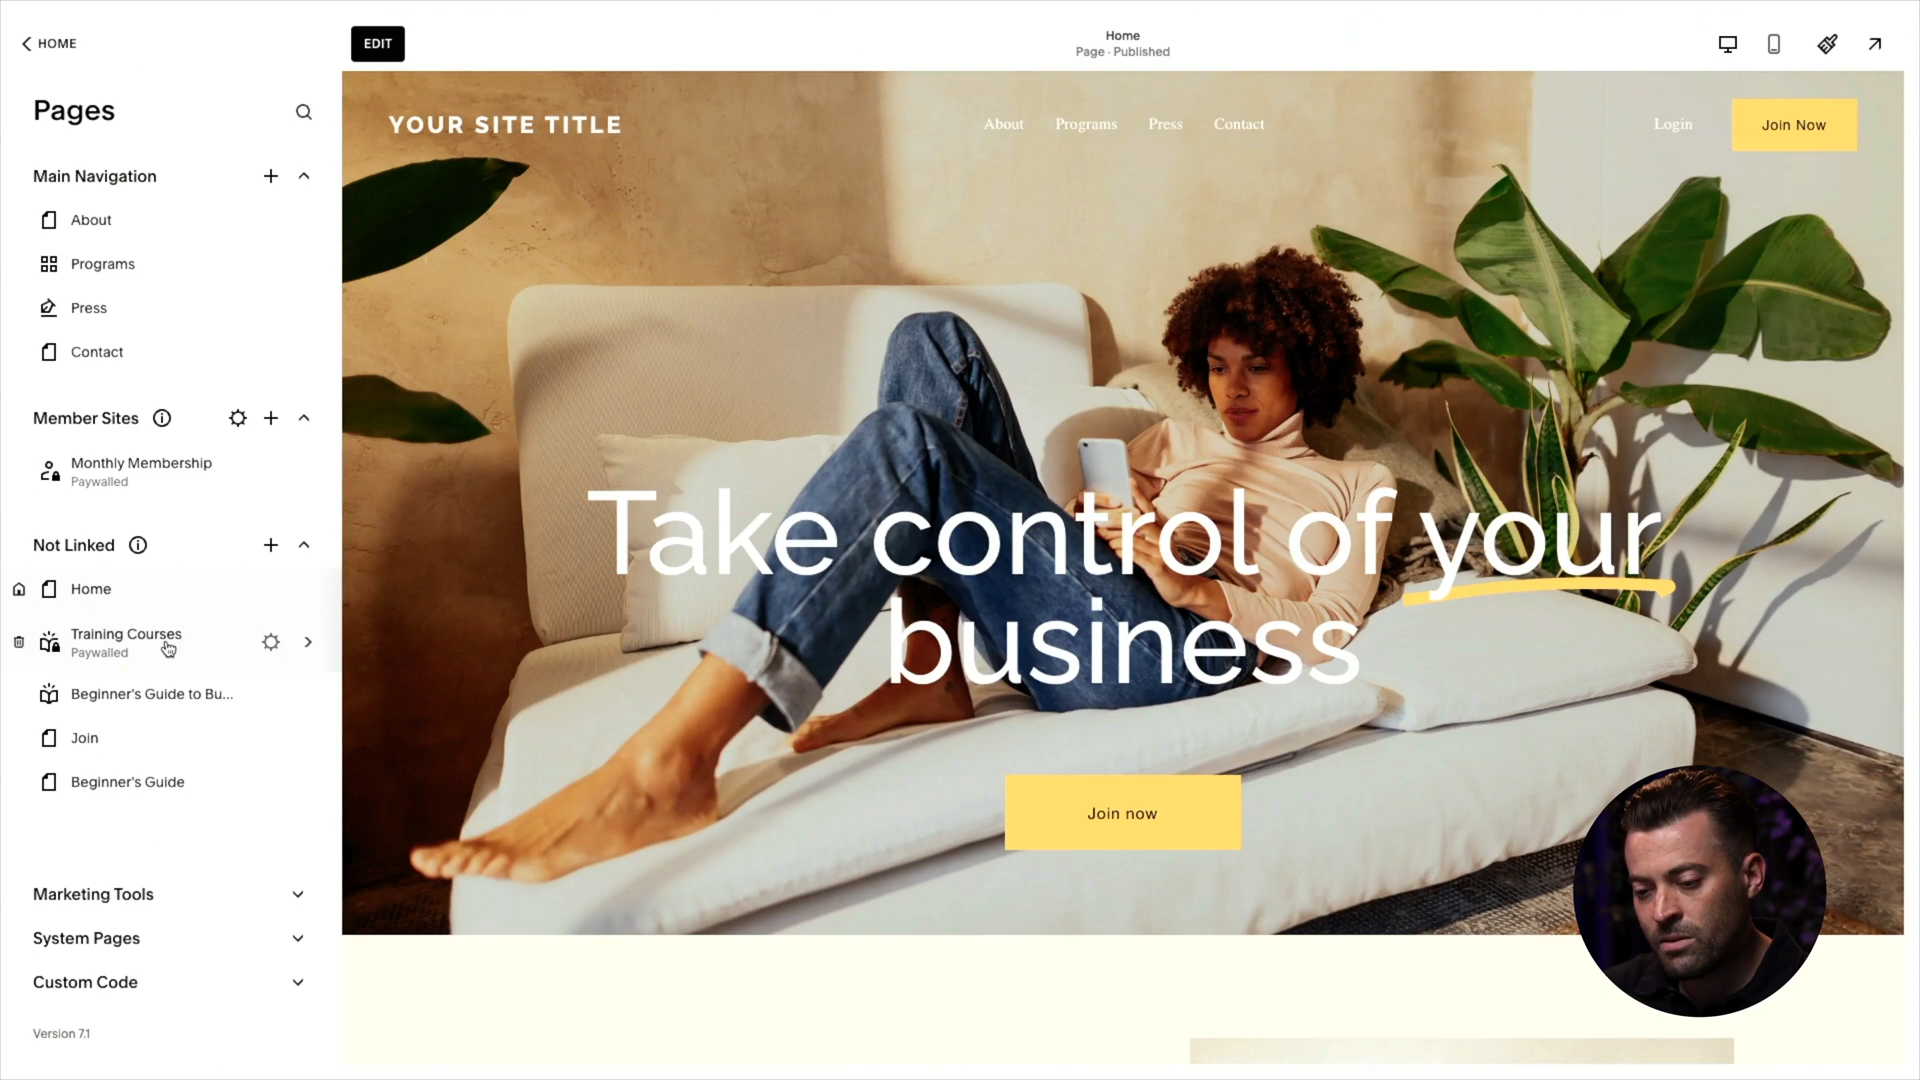 HOME
EDIT
Home
Page · Published
Pages
Main Navigation
About
Programs
Press
Contact
Member Sites
Monthly Membership
Paywalled
Not Linked
Home
Training Courses
Paywalled
Beginner's Guide to Bu...
Join
Beginner's Guide
Marketing Tools
System Pages
Custom Code
Version 7.1
YOUR SITE TITLE
About Programs Press Contact
Login
Join Now
Take control of your
business
Join now